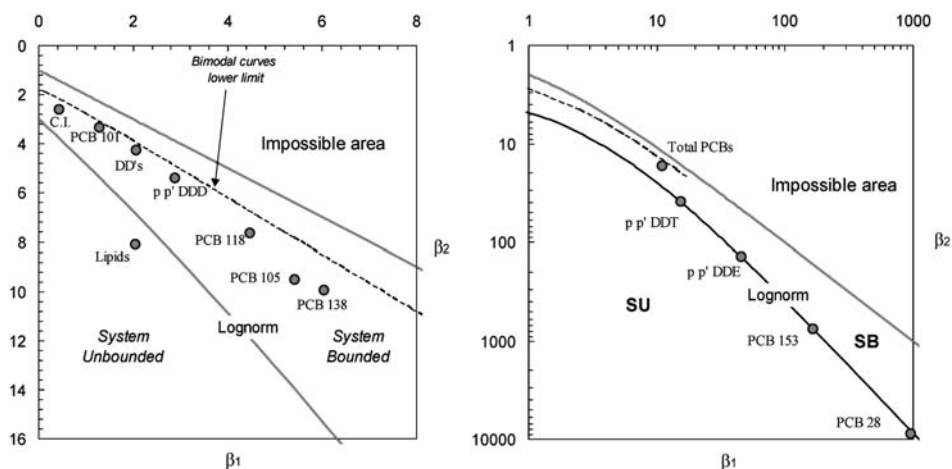 0 2 4 6 8
0
2
4
6
8
10
12
14
16
Bimodal curves
lower limit
Impossible area
C.I.
PCB 101
DD's
p p' DDD
PCB 118
Lipids
PCB 105
PCB 138
Lognorm
System
Unbounded
System
Bounded
β1
β2
1 10 100 1000
1
10
100
1000
10000
Total PCBs
Impossible area
p p' DDT
p p' DDE
Lognorm
SU
SB
PCB 153
PCB 28
β1
β2